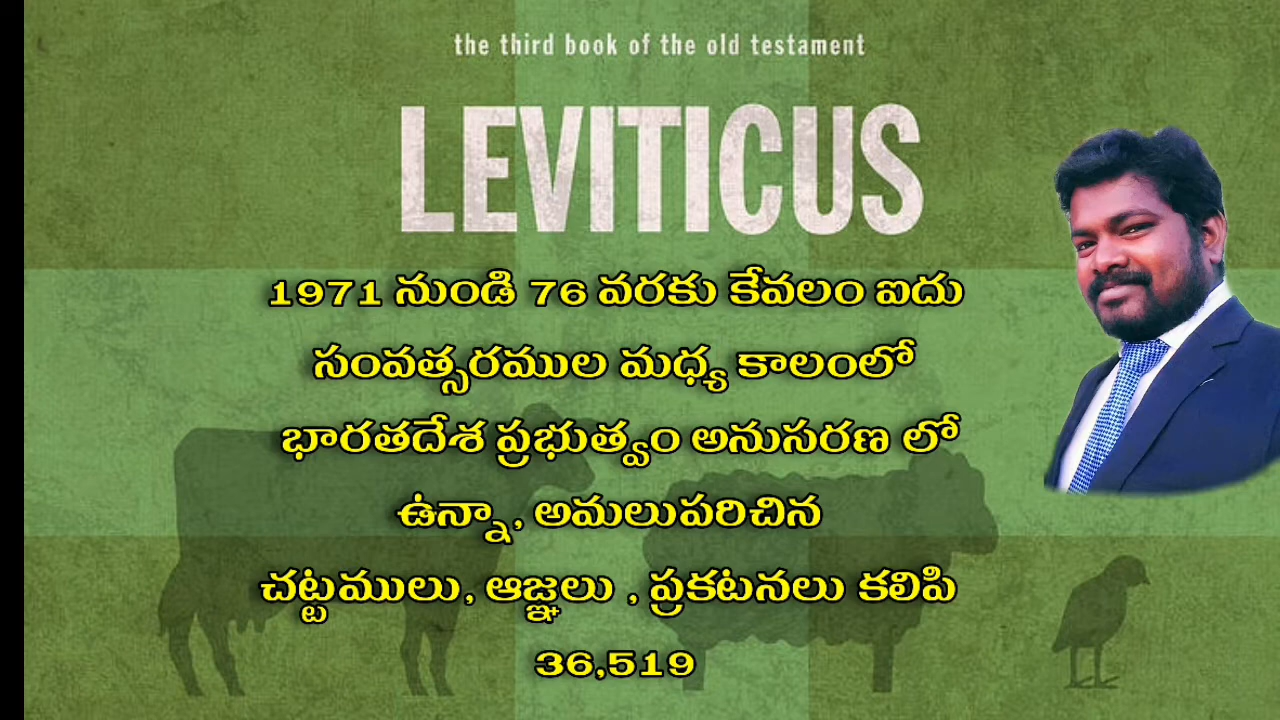 the third book of the old testament
LEVITICUS
1971 నుండి 76 వరకు కేవలం ఐదు
సంవత్సరముల మధ్య కాలంలో
భారతదేశ ప్రభుత్వం అనుసరణ లో
ఉన్నా, అమలుపరిచిన
చట్టములు, ఆజ్ఞలు , ప్రకటనలు కలిపి
36,519